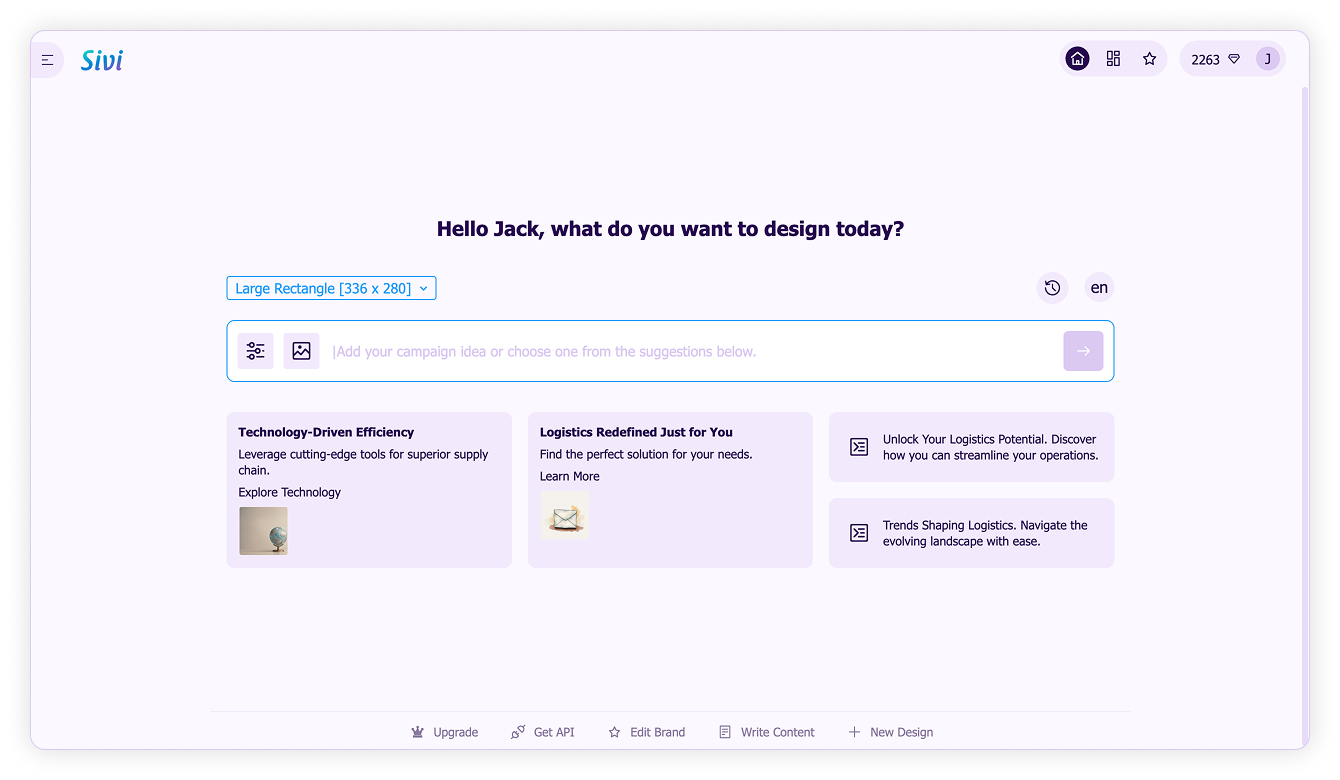 Sivi
2263
J
Hello Jack, what do you want to design today?
Large Rectangle [336 x 280]
en
Add your campaign idea or choose one from the suggestions below.
Technology-Driven Efficiency
Leverage cutting-edge tools for superior supply
chain.
Explore Technology
Logistics Redefined Just for You
Find the perfect solution for your needs.
Learn More
Unlock Your Logistics Potential. Discover
how you can streamline your operations.
Trends Shaping Logistics. Navigate the
evolving landscape with ease.
Upgrade
Get API
Edit Brand
Write Content
New Design